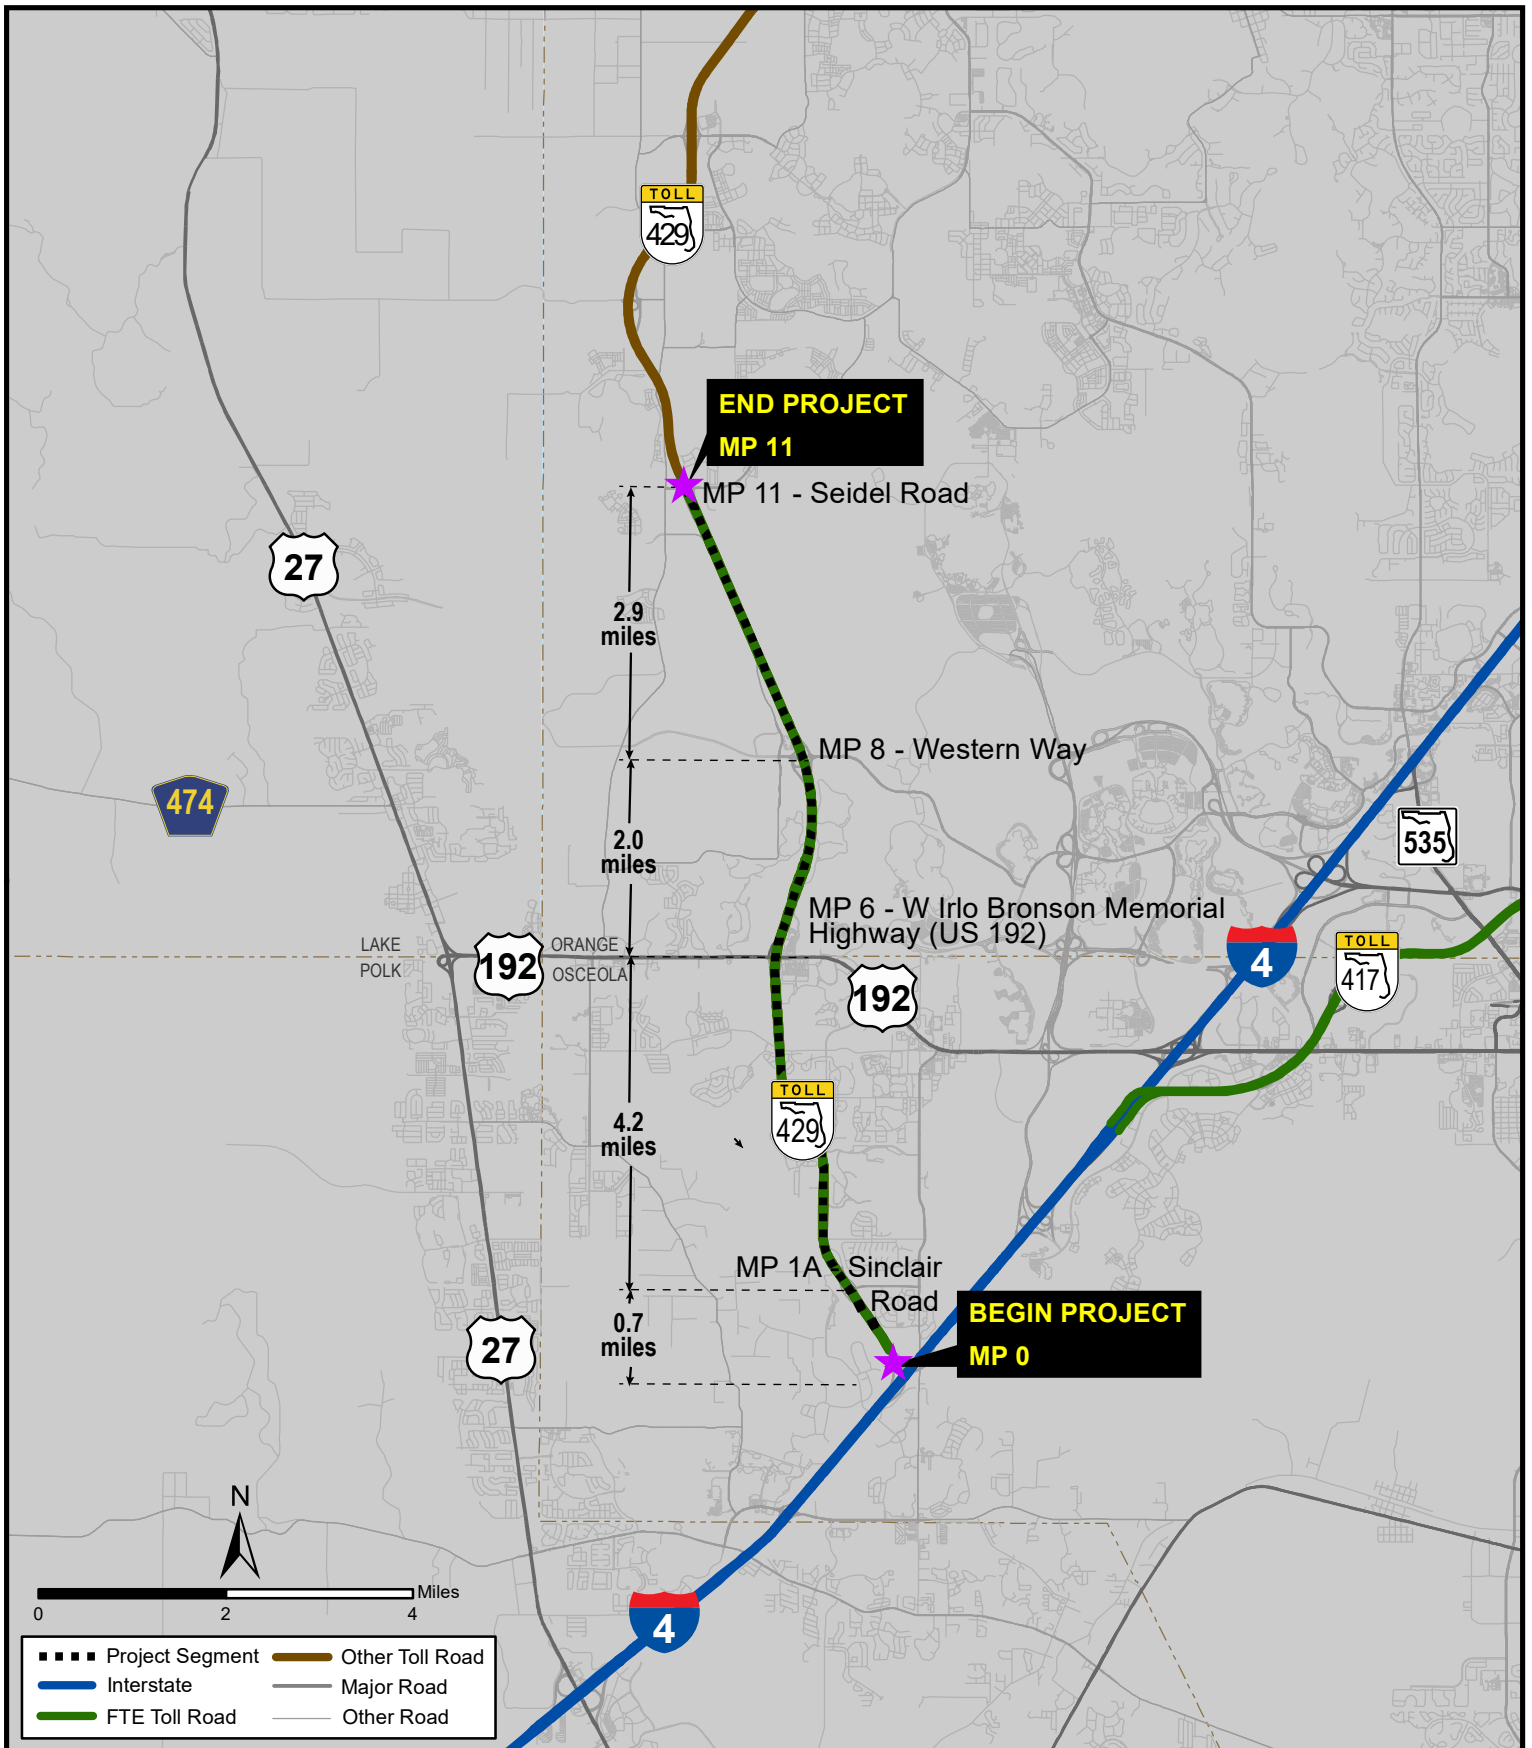 TOLL
429
END PROJECT
MP 11
MP 11 - Seidel Road
27
2.9
miles
MP 8 - Western Way
474
535
2.0
miles
MP 6 - W Irlo Bronson Memorial
Highway (US 192)
LAKE
POLK
192
ORANGE
OSCEOLA
4
TOLL
417
192
TOLL
429
4.2
miles
MP 1A - Sinclair
Road
0.7
miles
BEGIN PROJECT
MP 0
27
N
Miles
0 2 4
4
Project Segment
Interstate
FTE Toll Road
Other Toll Road
Major Road
Other Road